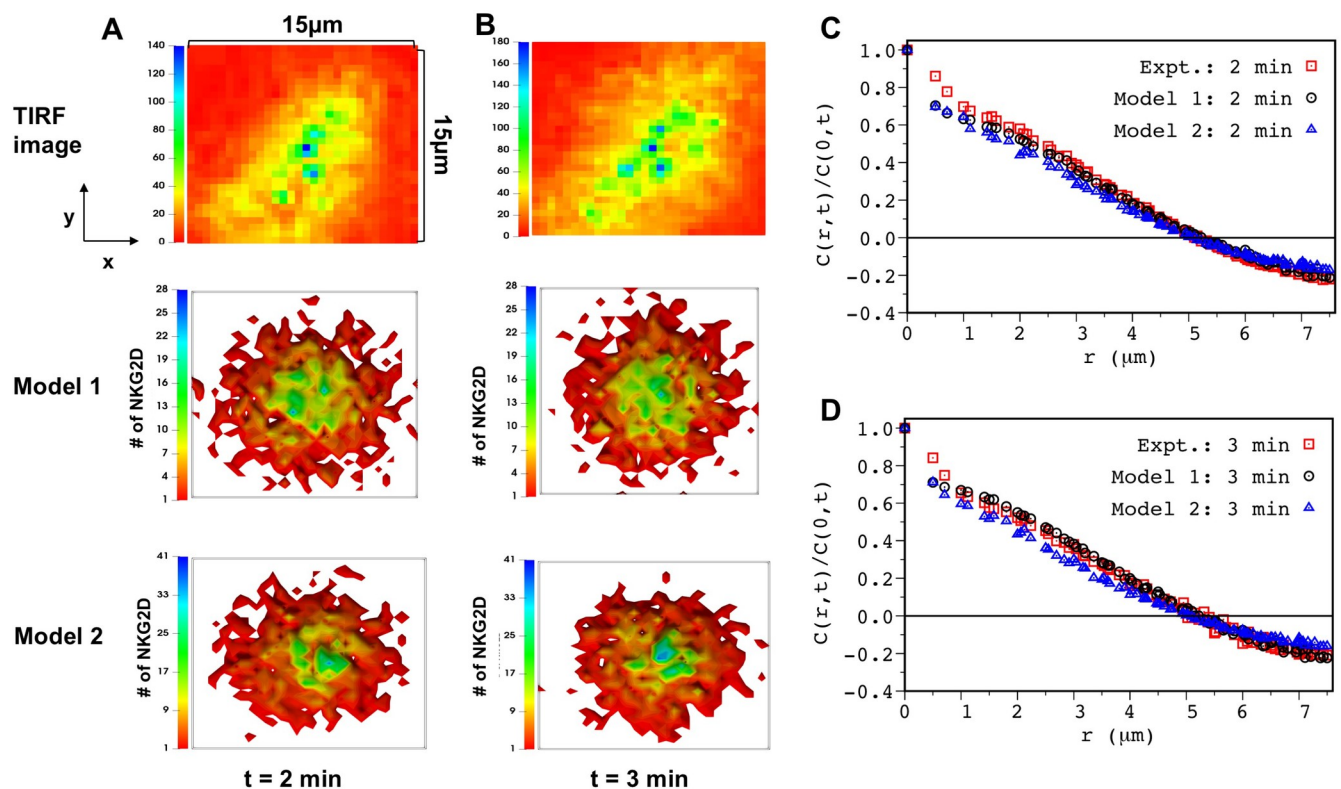 A
15µm
B
C
D
TIRF
image
15µm
y
x
140
120
100
80
60
40
20
0
180
160
140
120
100
80
60
40
20
0
Model 1
# of NKG2D
28
25
22
19
16
13
10
7
4
1
# of NKG2D
28
25
22
19
16
13
10
7
4
1
Model 2
# of NKG2D
41
33
25
17
9
1
# of NKG2D
41
33
25
17
9
1
t = 2 min
t = 3 min
C(r,t)/C(0,t)
1.0
0.8
0.6
0.4
0.2
0.0
-0.2
-0.4
Expt.: 2 min
Model 1: 2 min
Model 2: 2 min
0 1 2 3 4 5 6 7
r (µm)
C(r,t)/C(0,t)
1.0
0.8
0.6
0.4
0.2
0.0
-0.2
-0.4
Expt.: 3 min
Model 1: 3 min
Model 2: 3 min
0 1 2 3 4 5 6 7
r (µm)